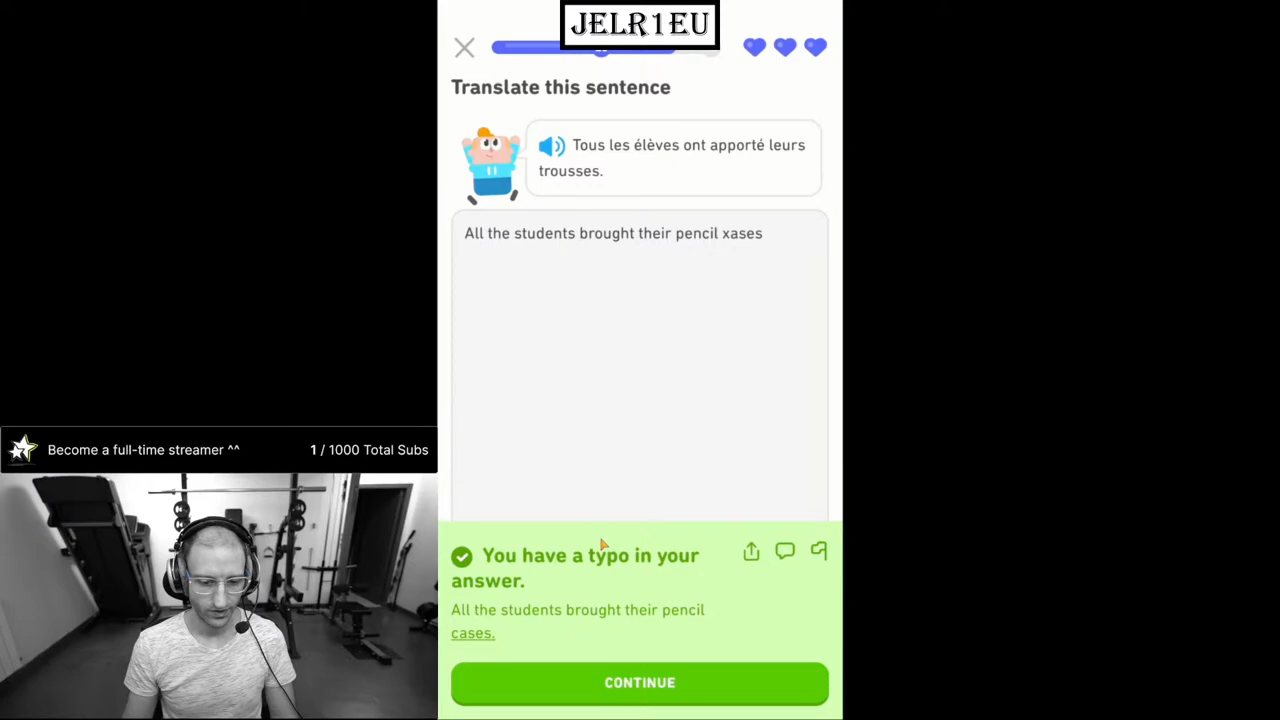 JELR1EU
Translate this sentence
Tous les élèves ont apporté leurs
trousses.
All the students brought their pencil xases
Become a full-time streamer ^^ 1 / 1000 Total Subs
You have a typo in your
answer.
All the students brought their pencil
cases.
CONTINUE